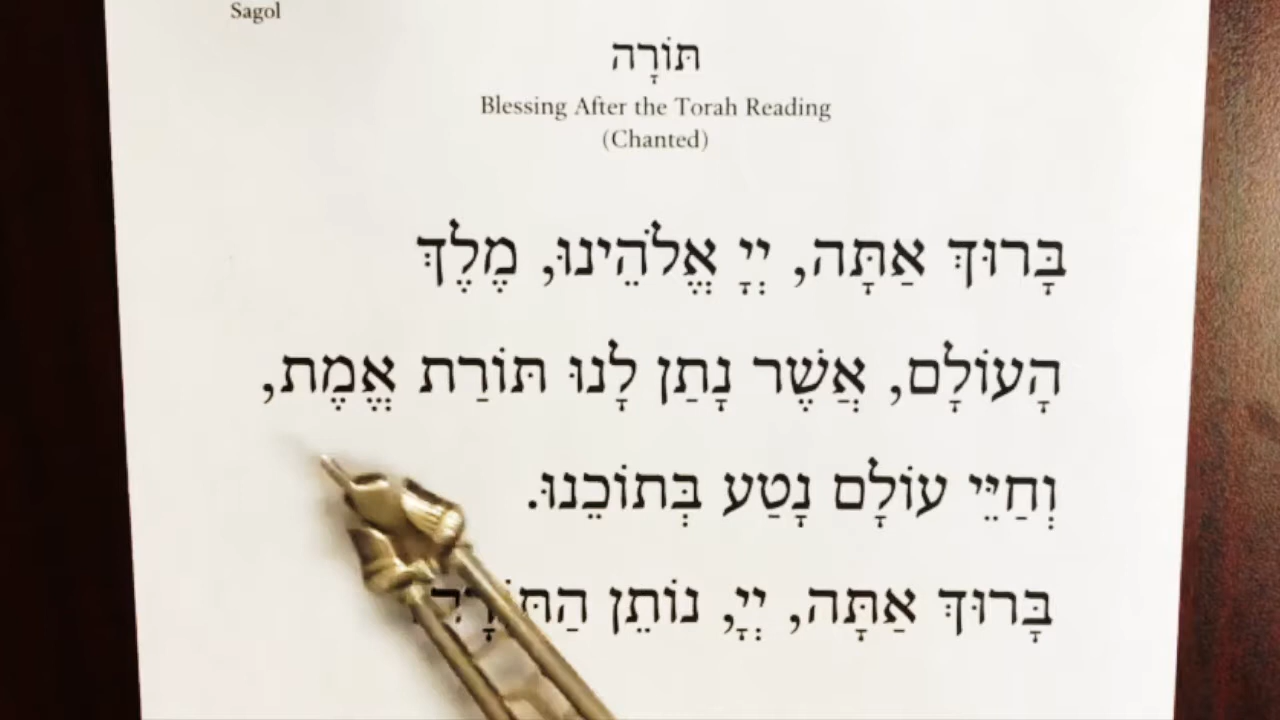 Sagol
תּוֹרָה
Blessing After the Torah Reading
(Chanted)
בָּרוּךְ אַתָּה, יְיָ אֱלֹהֵינוּ, מֶלֶךְ
הָעוֹלָם, אֲשֶׁר נָתַן לָנוּ תּוֹרַת אֱמֶת,
וְחַיֵּי עוֹלָם נָטַע בְּתוֹכֵנוּ.
בָּרוּךְ אַתָּה, יְיָ, נוֹתֵן